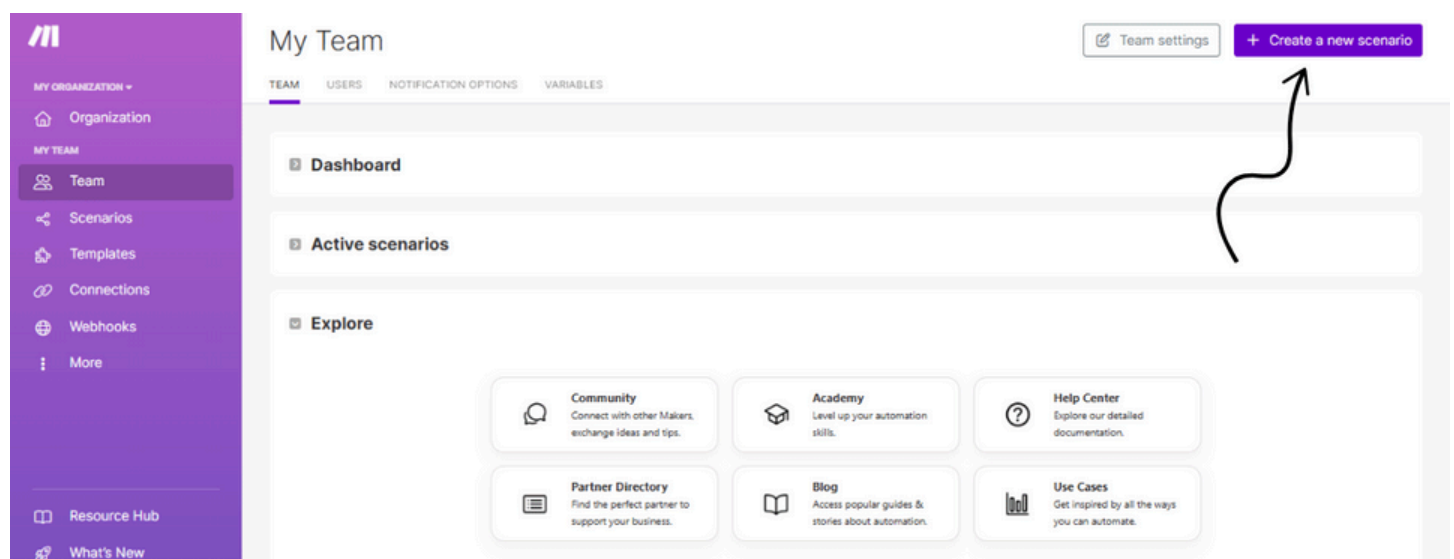 MY ORGANIZATION
Organization
MY TEAM
Team
Scenarios
Templates
Connections
Webhooks
More
Resource Hub
What's New
My Team
Team settings
+ Create a new scenario
TEAM USERS NOTIFICATION OPTIONS VARIABLES
Dashboard
Active scenarios
Explore
Community
Connect with other Makers,
exchange ideas and tips.
Academy
Level up your automation
skills.
Help Center
Explore our detailed
documentation.
Partner Directory
Find the perfect partner to
support your business.
Blog
Access popular guides &
stories about automation.
Use Cases
Get inspired by all the ways
you can automate.